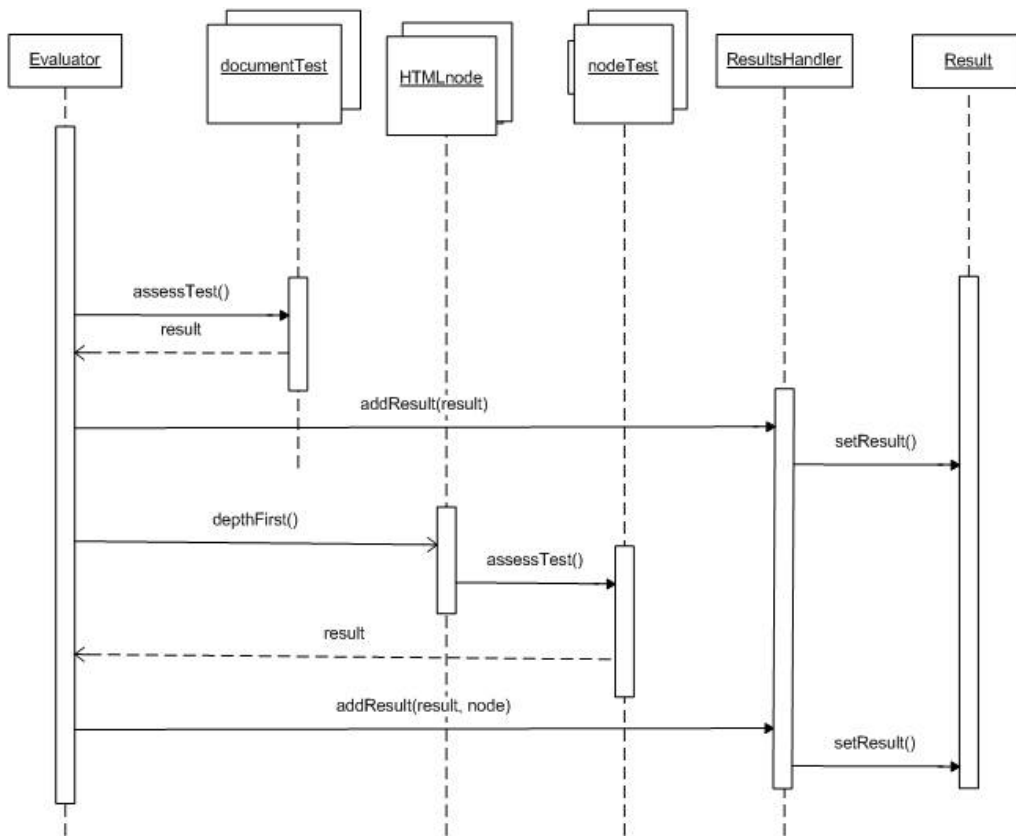 Evaluator
documentTest
HTMLnode
nodeTest
ResultsHandler
Result
assessTest()
result
addResult(result)
setResult()
depthFirst()
assessTest()
result
addResult(result, node)
setResult()